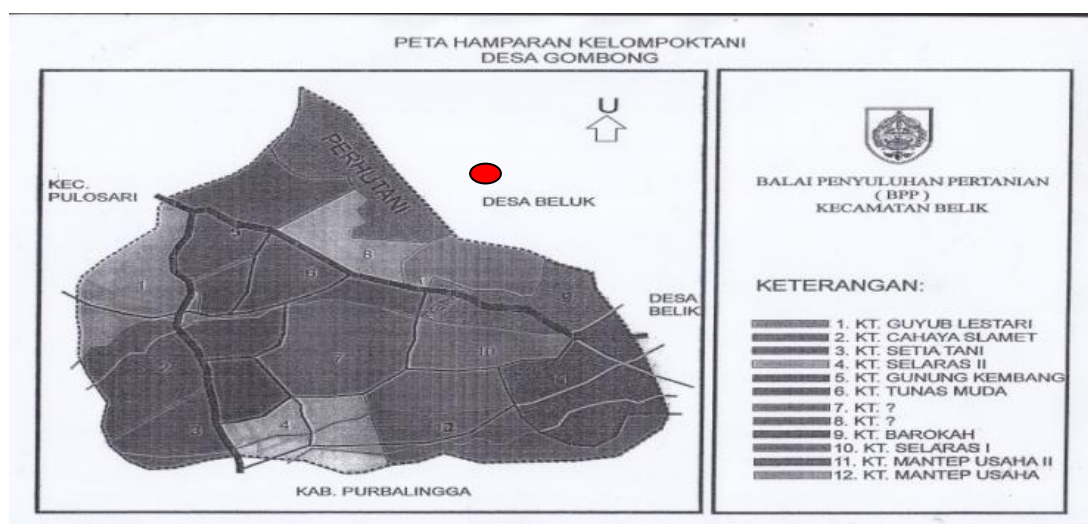 PETA HAMPARAN KELOMPOKTANI
DESA GOMBONG
U
PERHUTANI
KEC.
PULOSARI
DESA BELUK
5
8
1
6
9
DESA
BELIK
7
10
2
11
4
3
12
KAB. PURBALINGGA
BALAI PENYULUHAN PERTANIAN
( BPP )
KECAMATAN BELIK
KETERANGAN:
1. KT. GUYUB LESTARI
2. KT. CAHAYA SLAMET
3. KT. SETIA TANI
4. KT. SELARAS II
5. KT. GUNUNG KEMBANG
6. KT. TUNAS MUDA
7. KT. ?
8. KT. ?
9. KT. BAROKAH
10. KT. SELARAS I
11. KT. MANTEP USAHA II
12. KT. MANTEP USAHA